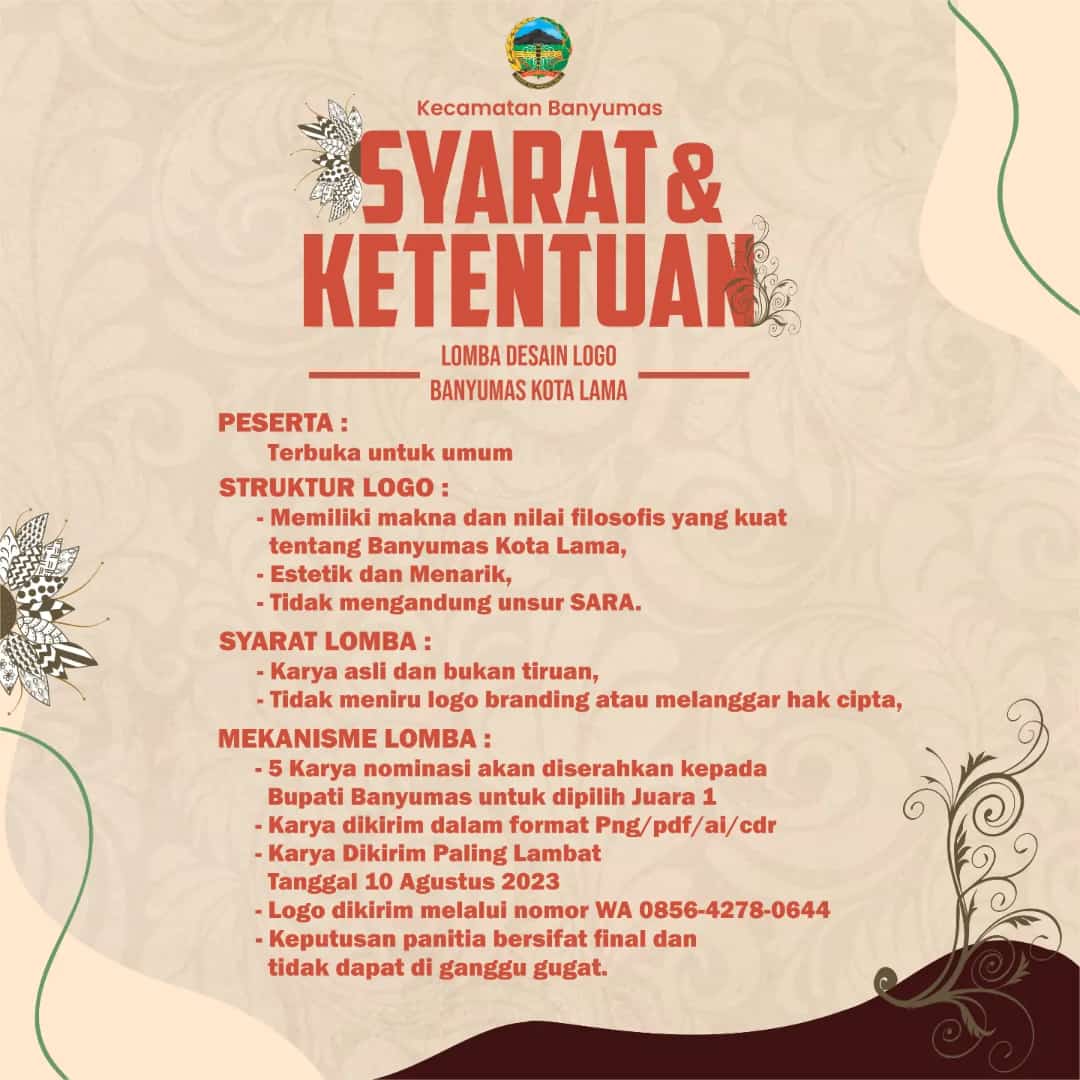 Kecamatan Banyumas
SYARAT &
KETENTUAN
LOMBA DESAIN LOGO
BANYUMAS KOTA LAMA
PESERTA :
Terbuka untuk umum
STRUKTUR LOGO :
- Memiliki makna dan nilai filosofis yang kuat
tentang Banyumas Kota Lama,
- Estetik dan Menarik,
- Tidak mengandung unsur SARA.
SYARAT LOMBA :
- Karya asli dan bukan tiruan,
- Tidak meniru logo branding atau melanggar hak cipta,
MEKANISME LOMBA :
- 5 Karya nominasi akan diserahkan kepada
Bupati Banyumas untuk dipilih Juara 1
- Karya dikirim dalam format Png/pdf/ai/cdr
- Karya Dikirim Paling Lambat
Tanggal 10 Agustus 2023
- Logo dikirim melalui nomor WA 0856-4278-0644
- Keputusan panitia bersifat final dan
tidak dapat di ganggu gugat.